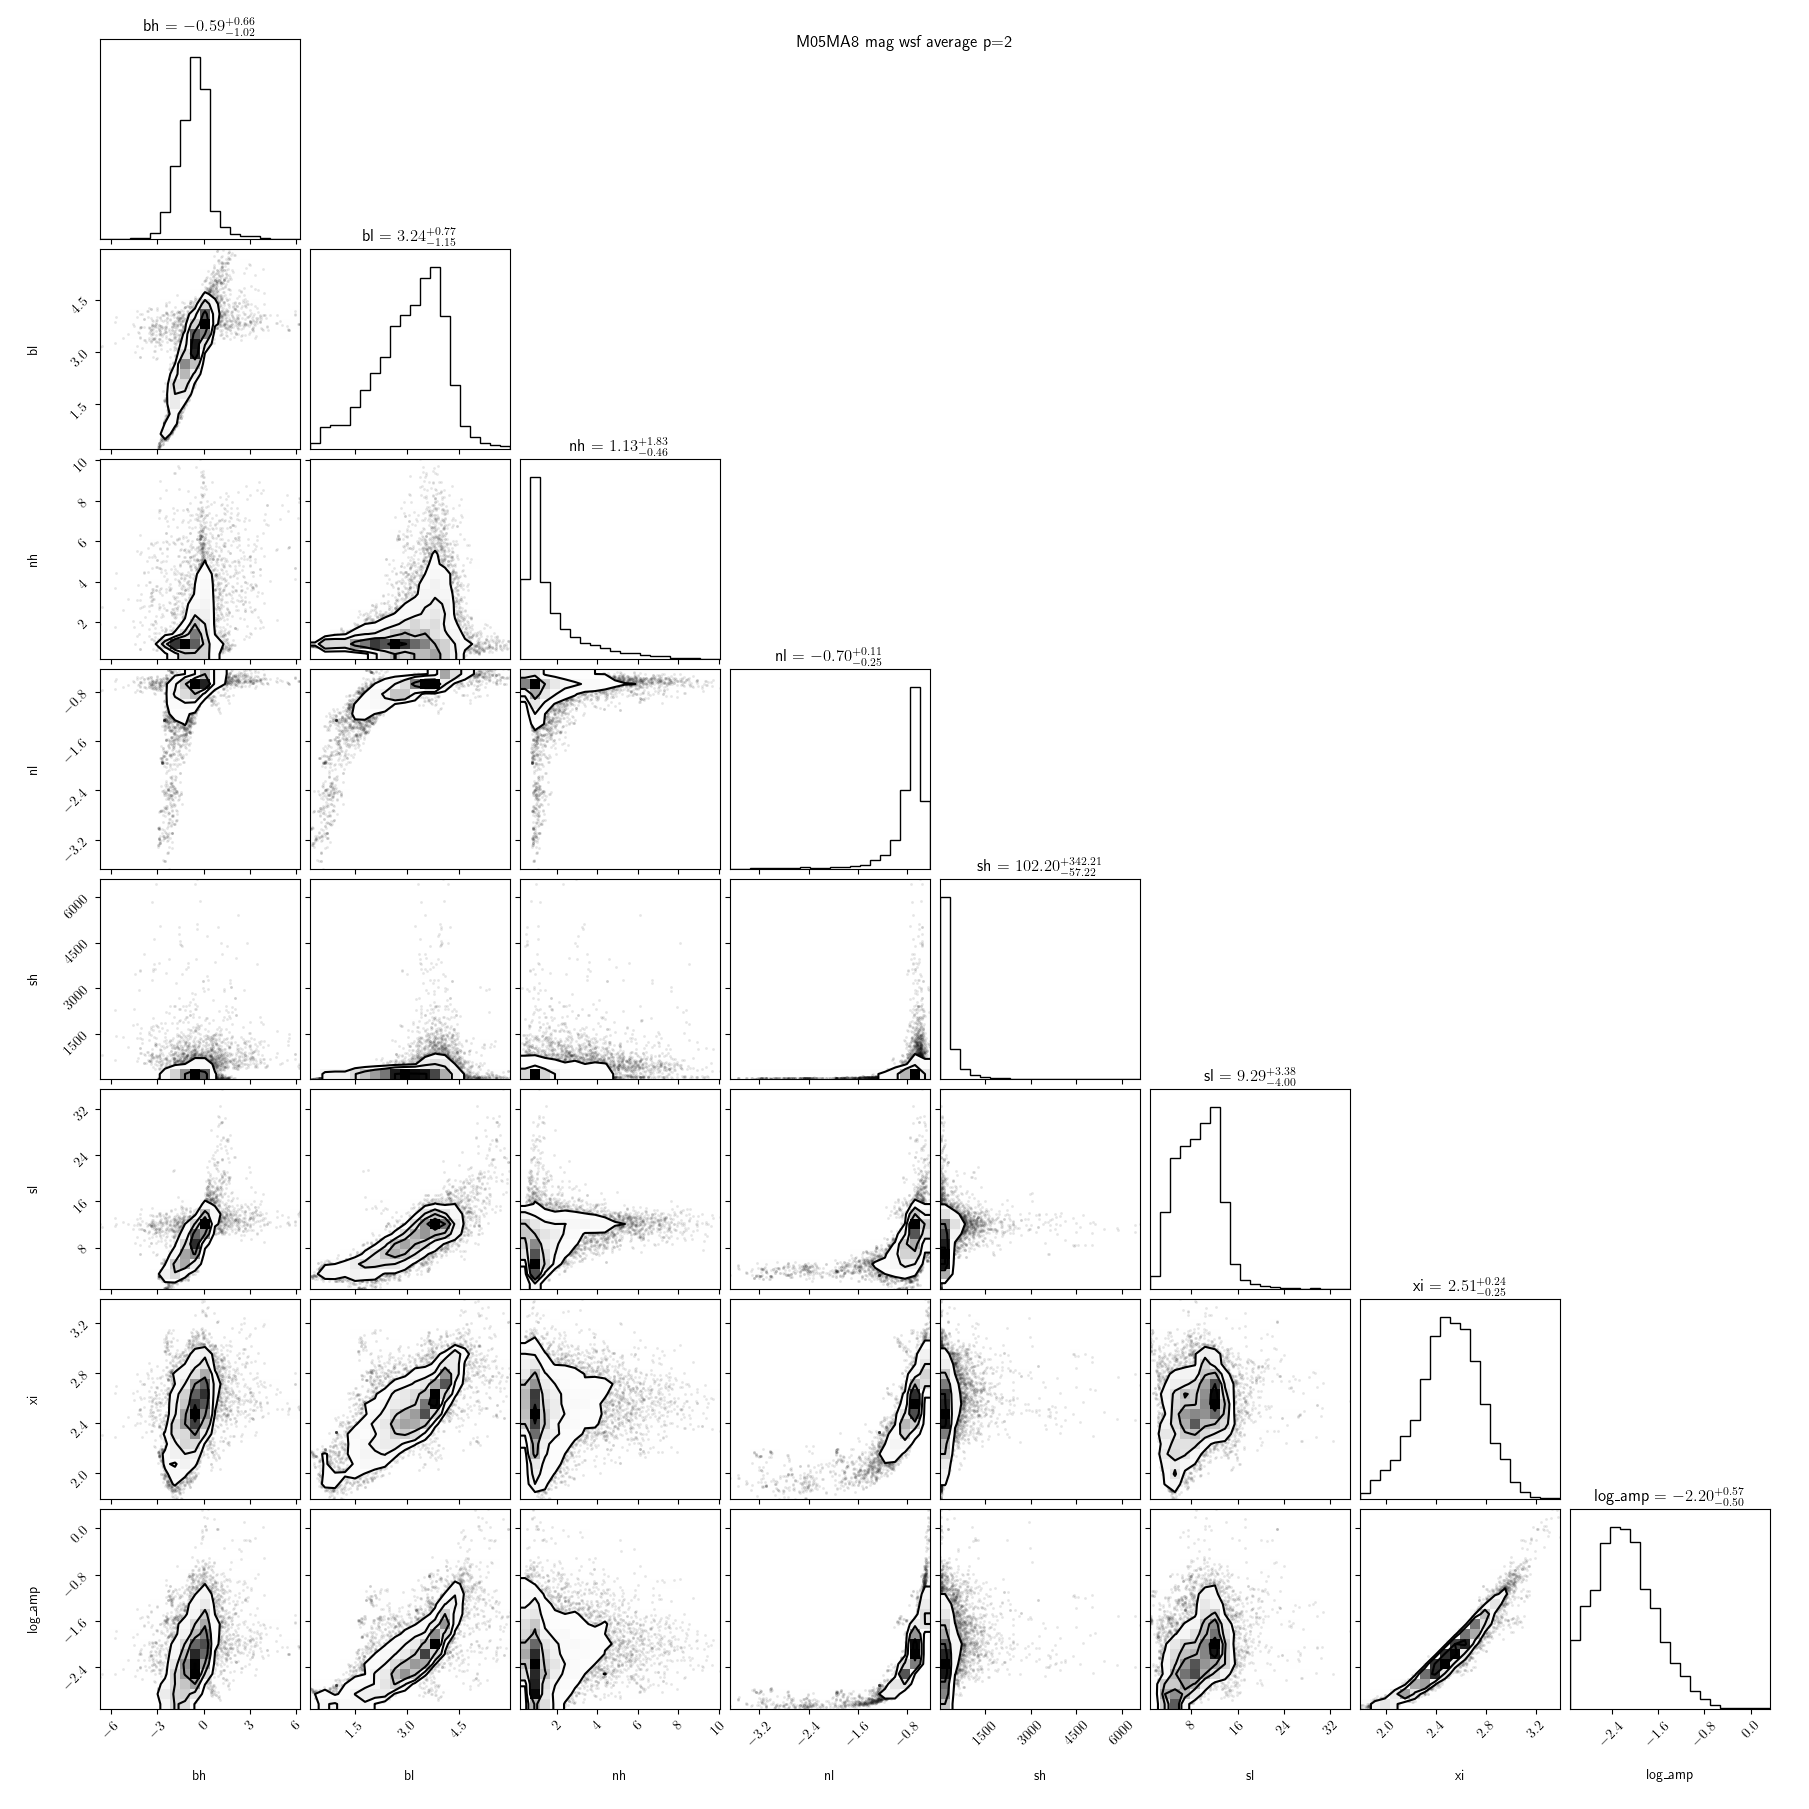 M05MA8 mag wsf average p=2
bh = −0.59+0.66−1.02
bl = 3.24+0.77−1.15
4.5
3.0
1.5
bl
nh = 1.13+1.83−0.46
10
8
6
4
2
nh
nl = −0.70+0.11−0.25
−0.8
−1.6
−2.4
−3.2
nl
sh = 102.20+342.21−57.22
6000
4500
3000
1500
sh
sl = 9.29+3.38−4.00
32
24
16
8
sl
xi = 2.51+0.24−0.25
3.2
2.8
2.4
2.0
xi
log_amp = −2.20+0.57−0.50
0.0
−0.8
−1.6
−2.4
log_amp
−6 −3 0 3 6 1.5 3.0 4.5 2 4 6 8 10 −3.2 −2.4 −1.6 −0.8 1500 3000 4500 6000 8 16 24 32 2.0 2.4 2.8 3.2 −2.4 −1.6 −0.8 0.0
bh bl nh nl sh sl xi log_amp